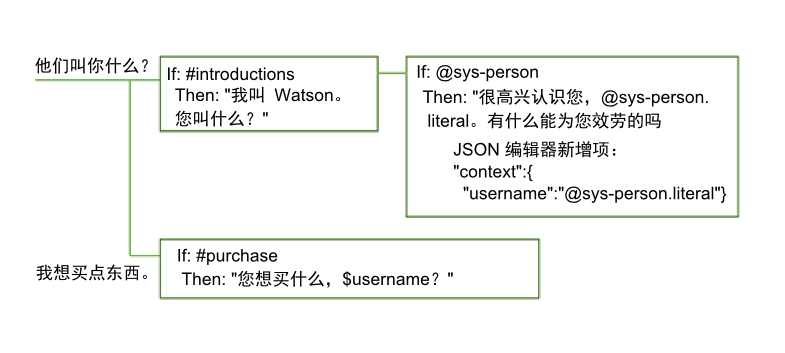 他们叫你什么？
If: #introductions
Then: "我叫 Watson。
您叫什么？"
If: @sys-person
Then: "很高兴认识您，@sys-person.
literal。有什么能为您效劳的吗
JSON 编辑器新增项：
"context":{
"username":"@sys-person.literal"}
我想买点东西。
If: #purchase
Then: "您想买什么，$username？"